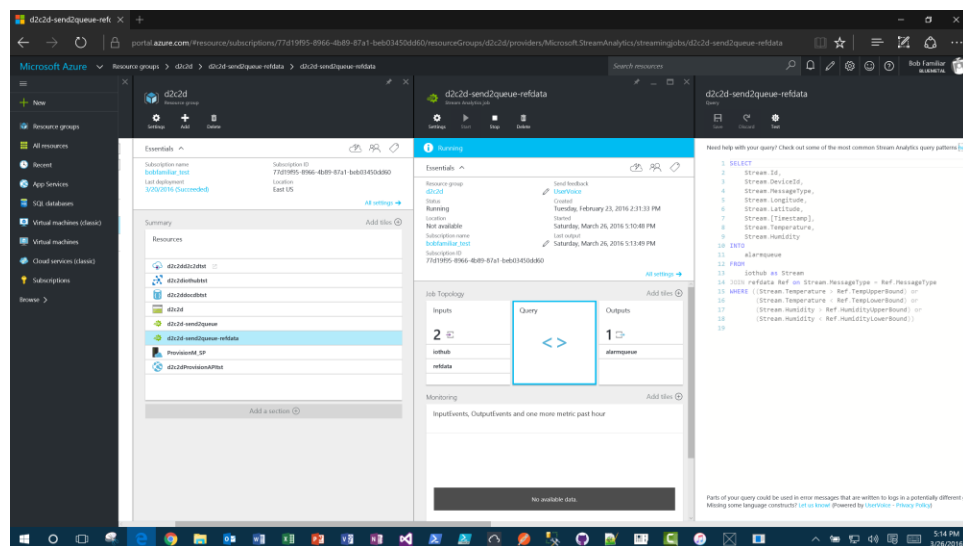 d2c2d-send2queue-refc
portal.azure.com/#resource/subscriptions/77d19f95-8966-4b89-87a1-beb03450dd60/resourceGroups/d2c2d/providers/Microsoft.StreamAnalytics/streamingjobs/d2c2d-send2queue-refdata
Microsoft Azure
Resource groups > d2c2d > d2c2d-send2queue-refdata > d2c2d-send2queue-refdata
Search resources
Bob Familiar
BLUEMETAL
New
Resource groups
All resources
Recent
App Services
SQL databases
Virtual machines (classic)
Virtual machines
Cloud services (classic)
Subscriptions
Browse >
d2c2d
Resource group
Settings Add Delete
Essentials
Subscription name
bobfamiliar_test
Subscription ID
77d19f95-8966-4b89-87a1-beb03450dd60
Last deployment
3/20/2016 (Succeeded)
Location
East US
All settings
Summary
Add tiles
Resources
d2c2dd2c2dtst
d2c2diothubtst
d2c2ddocdbtst
d2c2d
d2c2d-send2queue
d2c2d-send2queue-refdata
ProvisionM_SP
d2c2dProvisionAPItst
Add a section
d2c2d-send2queue-refdata
Stream Analytics job
Settings Start Stop Delete
Running
Essentials
Resource group
d2c2d
Send feedback
UserVoice
Status
Running
Created
Tuesday, February 23, 2016 2:31:33 PM
Location
Not available
Started
Saturday, March 26, 2016 5:10:48 PM
Subscription name
bobfamiliar_test
Last output
Saturday, March 26, 2016 5:13:49 PM
Subscription ID
77d19f95-8966-4b89-87a1-beb03450dd60
All settings
Job Topology
Add tiles
Inputs
2
iothub
refdata
Query
< >
Outputs
1
alarmqueue
Monitoring
Add tiles
InputEvents, OutputEvents and one more metric past hour
No available data.
d2c2d-send2queue-refdata
Query
Save Discard Test
Need help with your query? Check out some of the most common Stream Analytics query patterns
1 SELECT
2 Stream.Id,
3 Stream.DeviceId,
4 Stream.MessageType,
5 Stream.Longitude,
6 Stream.Latitude,
7 Stream.[Timestamp],
8 Stream.Temperature,
9 Stream.Humidity
10 INTO
11 alarmqueue
12 FROM
13 iothub as Stream
14 JOIN refdata Ref on Stream.MessageType = Ref.MessageType
15 WHERE ((Stream.Temperature > Ref.TempUpperBound) or
16 (Stream.Temperature < Ref.TempLowerBound) or
17 (Stream.Humidity > Ref.HumidityUpperBound) or
18 (Stream.Humidity < Ref.HumidityLowerBound))
19
Parts of your query could be used in error messages that are written to logs in a potentially different
Missing some language constructs? Let us know! (Powered by UserVoice - Privacy Policy)
5:14 PM
3/26/2016